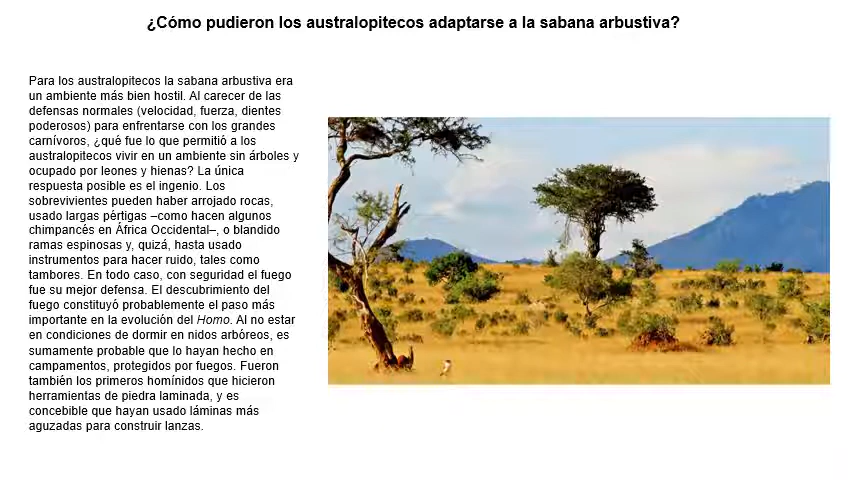 ¿Cómo pudieron los australopitecos adaptarse a la sabana arbustiva?
Para los australopitecos la sabana arbustiva era
un ambiente más bien hostil. Al carecer de las
defensas normales (velocidad, fuerza, dientes
poderosos) para enfrentarse con los grandes
carnívoros, ¿qué fue lo que permitió a los
australopitecos vivir en un ambiente sin árboles y
ocupado por leones y hienas? La única
respuesta posible es el ingenio. Los
sobrevivientes pueden haber arrojado rocas,
usado largas pértigas –como hacen algunos
chimpancés en África Occidental–, o blandido
ramas espinosas y, quizá, hasta usado
instrumentos para hacer ruido, tales como
tambores. En todo caso, con seguridad el fuego
fue su mejor defensa. El descubrimiento del
fuego constituyó probablemente el paso más
importante en la evolución del Homo. Al no estar
en condiciones de dormir en nidos arbóreos, es
sumamente probable que lo hayan hecho en
campamentos, protegidos por fuegos. Fueron
también los primeros homínidos que hicieron
herramientas de piedra laminada, y es
concebible que hayan usado láminas más
aguzadas para construir lanzas.